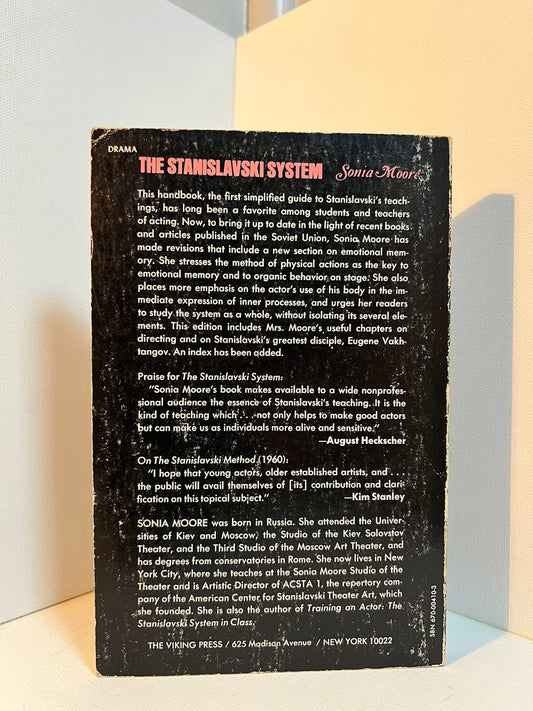 DRAMA
THE STANISLAVSKI SYSTEM Sonia Moore
This handbook, the first simplified guide to Stanislavski's teach-
ings, has long been a favorite among students and teachers
of acting. Now, to bring it up to date in the light of recent books
and articles published in the Soviet Union, Sonia Moore has
made revisions that include a new section on emotional mem-
ory. She stresses the method of physical actions as the key to
emotional memory and to organic behavior on stage. She also
places more emphasis on the actor's use of his body in the im-
mediate expression of inner processes, and urges her readers
to study the system as a whole, without isolating its several ele-
ments. This edition includes Mrs. Moore's useful chapters on
directing and on Stanislavski's greatest disciple, Eugene Vakh-
tangov. An index has been added.
Praise for The Stanislavski System:
"Sonia Moore's book makes available to a wide nonprofes-
sional audience the essence of Stanislavski's teaching. It is the
kind of teaching which . . . not only helps to make good actors
but can make us as individuals more alive and sensitive."
—August Heckscher
On The Stanislavski Method (1960):
"I hope that young actors, older established artists, and . . .
the public will avail themselves of [its] contribution and clari-
fication on this topical subject." —Kim Stanley
SONIA MOORE was born in Russia. She attended the Univer-
sities of Kiev and Moscow, the Studio of the Kiev Solovstov
Theater, and the Third Studio of the Moscow Art Theater, and
has degrees from conservatories in Rome. She now lives in New
York City, where she teaches at the Sonia Moore Studio of the
Theater and is Artistic Director of ACSTA 1, the repertory com-
pany of the American Center for Stanislavski Theater Art, which
she founded. She is also the author of Training an Actor: The
Stanislavski System in Class.
THE VIKING PRESS / 625 Madison Avenue / NEW YORK 10022
SBN 670-00410-3